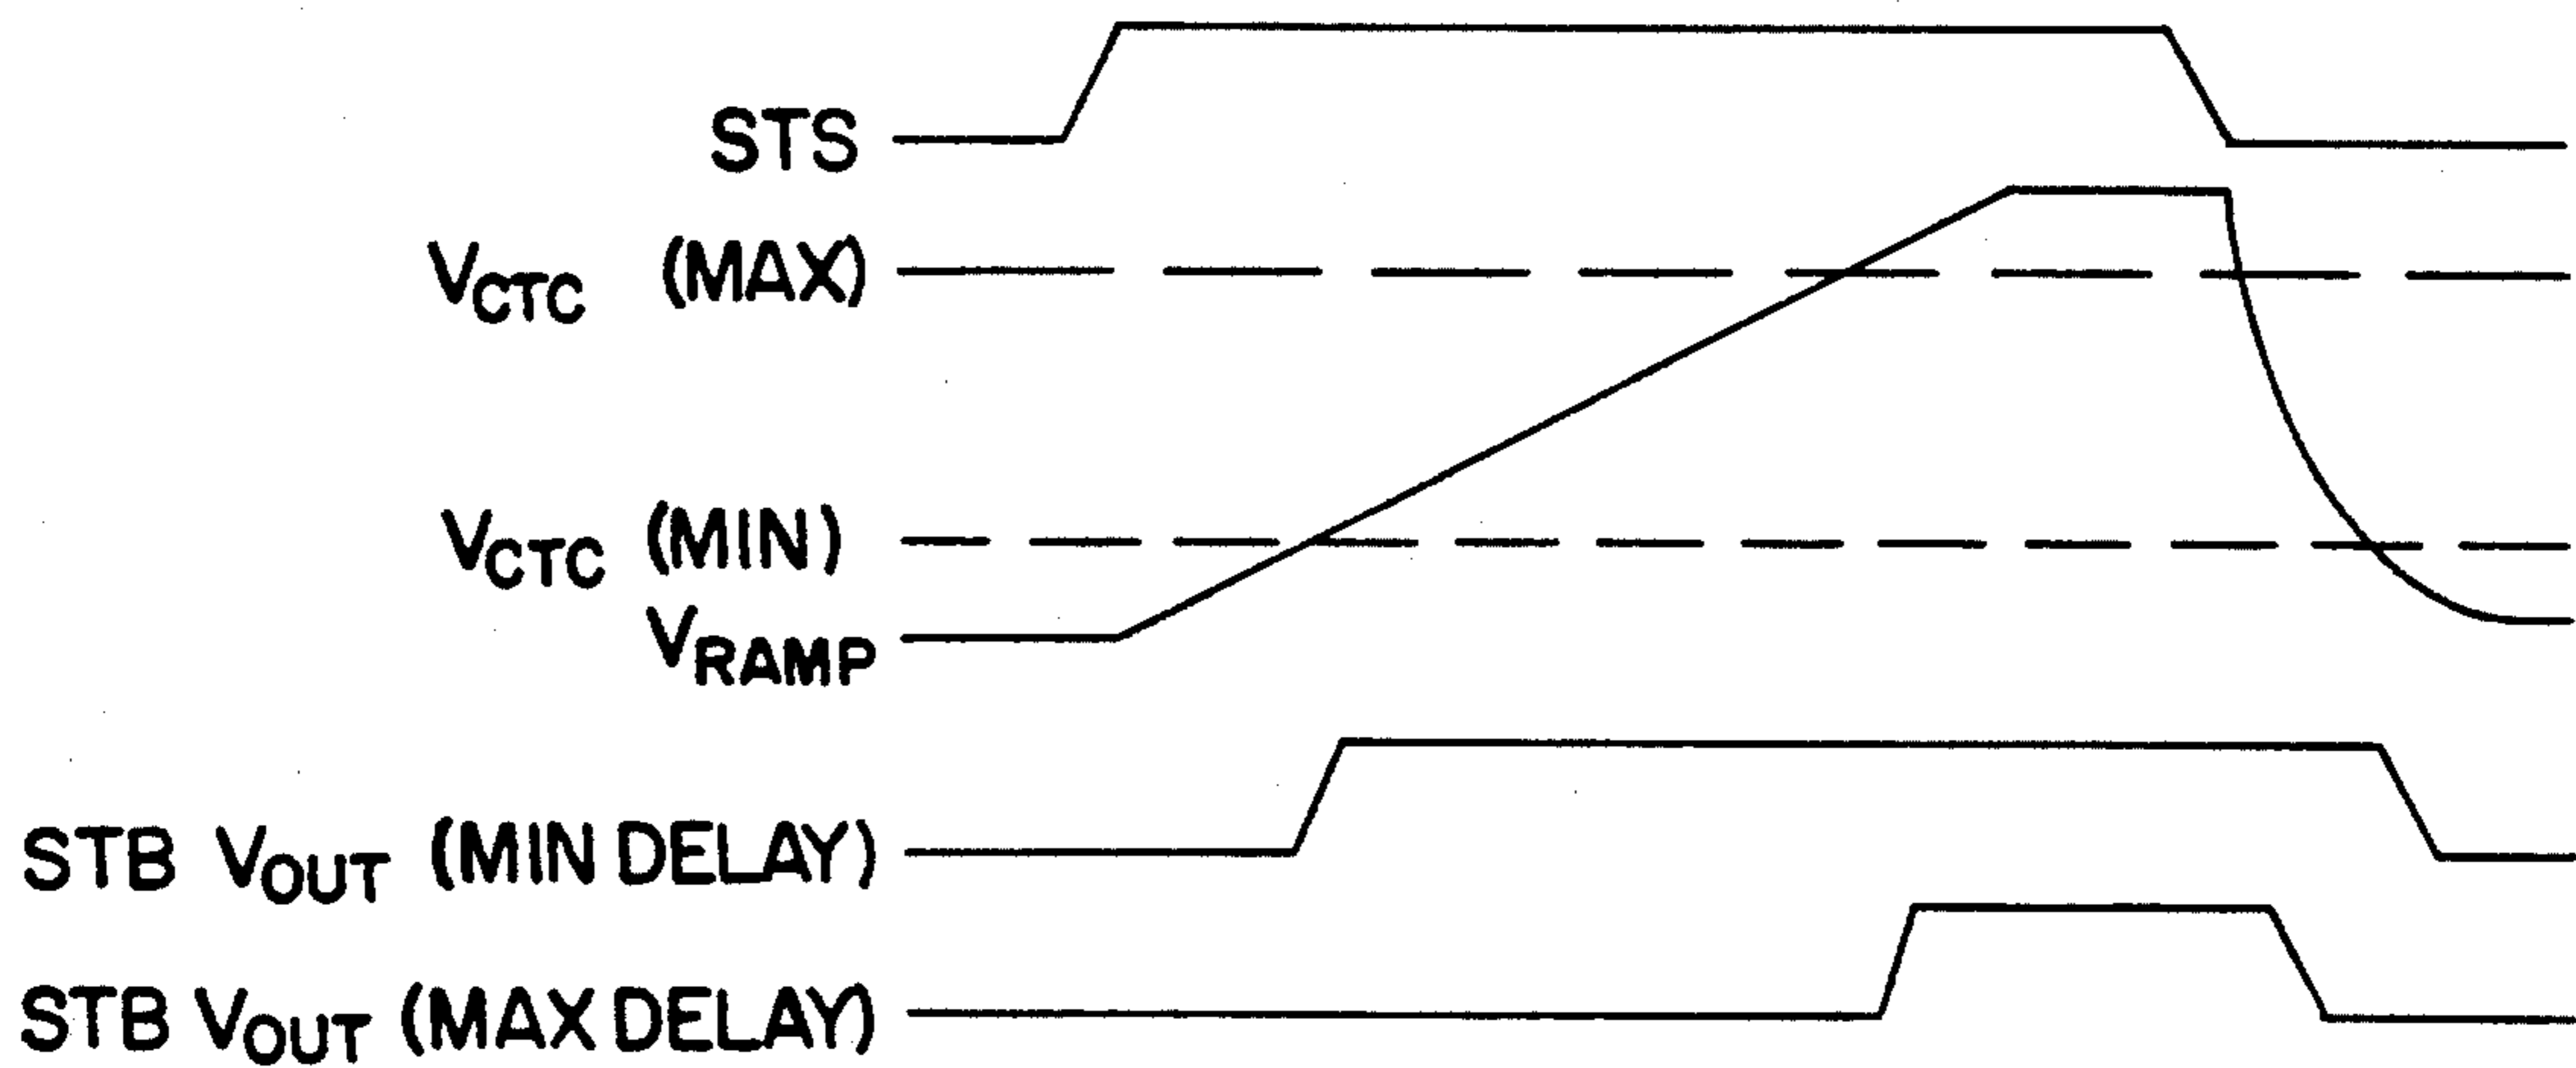 STS
VCTC (MAX)
VCTC (MIN)
VRAMP
STB VOUT (MIN DELAY)
STB VOUT (MAX DELAY)